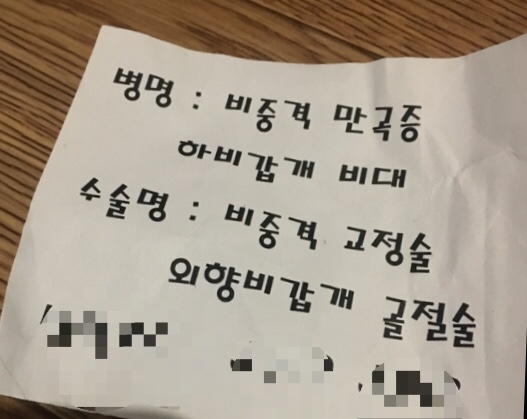 병명 : 비중격 만곡증
하비갑개 비대
수술명 : 비중격 교정술
외향비갑개 골절술